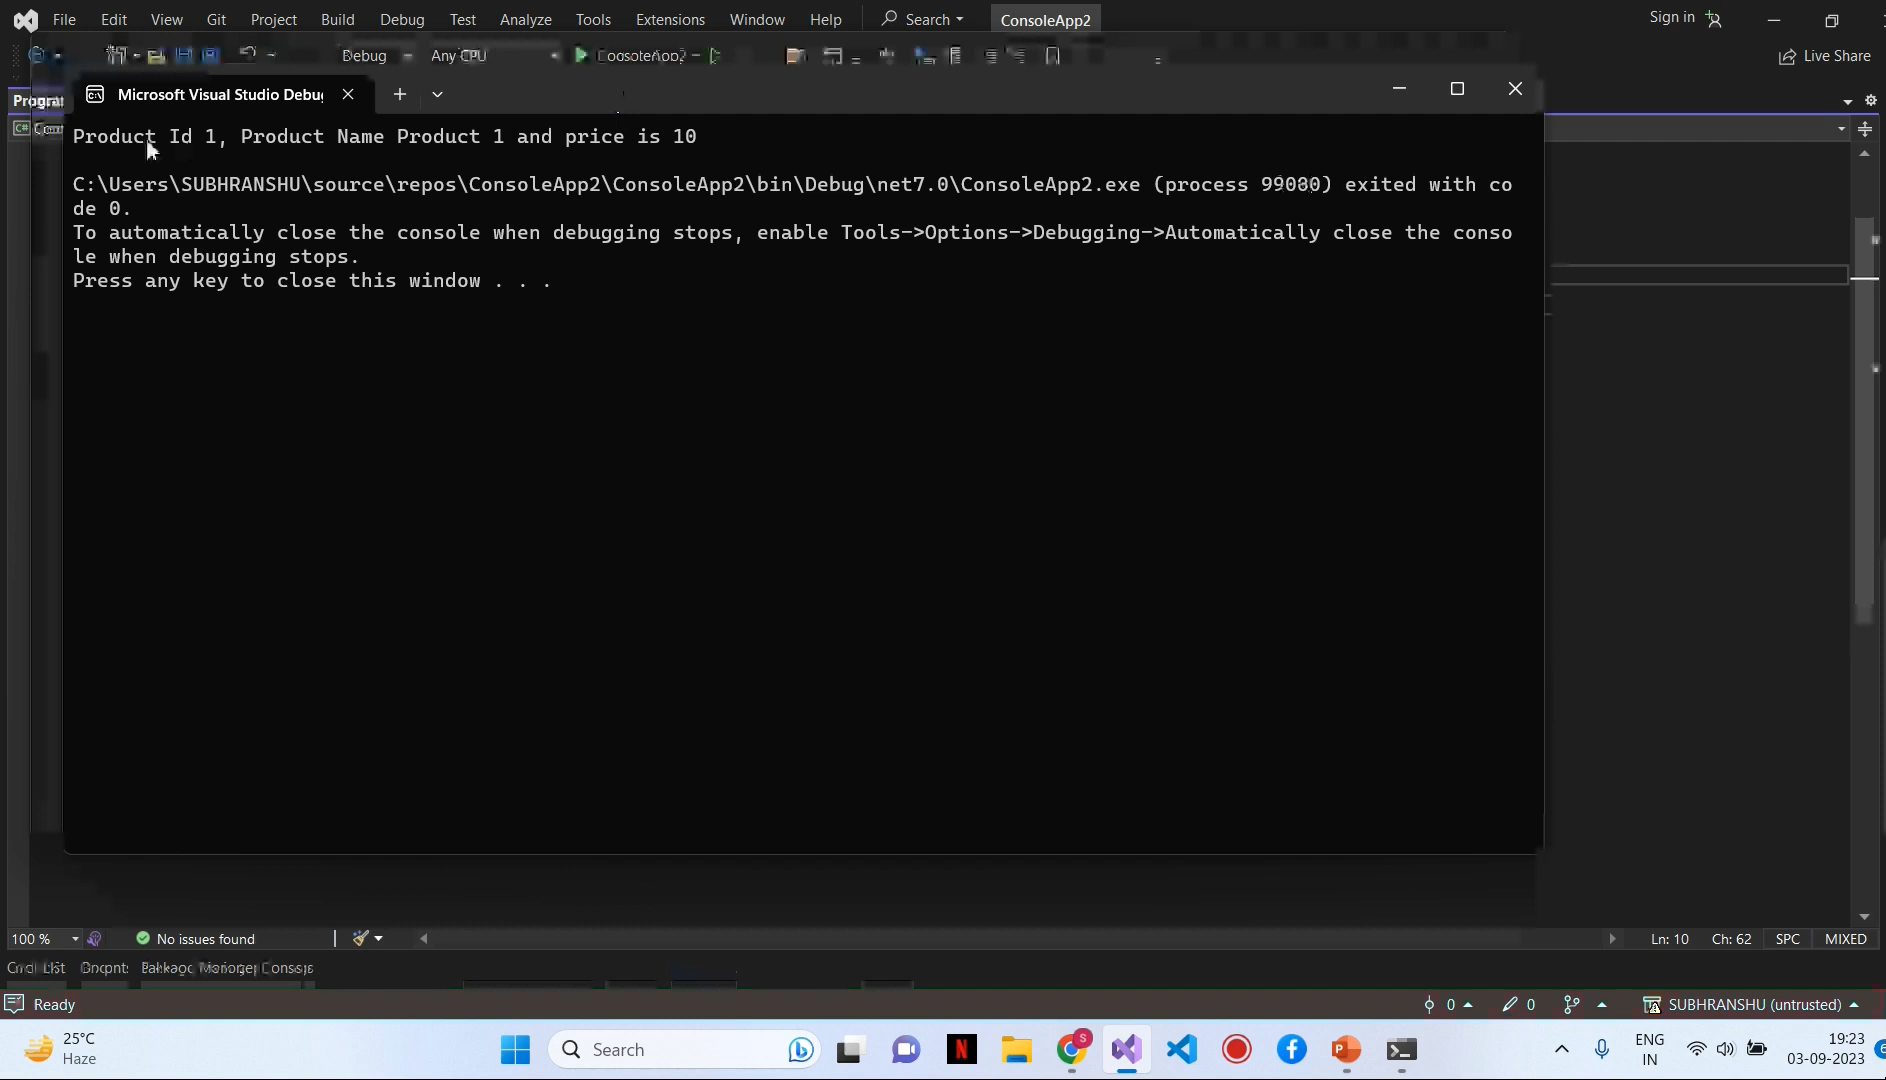 File Edit View Git Project Build Debug Test Analyze Tools Extensions Window Help Search ConsoleApp2 Sign in
Debug Any CPU Live Share
Microsoft Visual Studio Debug
Product Id 1, Product Name Product 1 and price is 10
C:\Users\SUBHRANSHU\source\repos\ConsoleApp2\ConsoleApp2\bin\Debug\net7.0\ConsoleApp2.exe (process 99080) exited with co
de 0.
To automatically close the console when debugging stops, enable Tools->Options->Debugging->Automatically close the conso
le when debugging stops.
Press any key to close this window . . .
100 % No issues found Ln: 10 Ch: 62 SPC MIXED
Ready 0 0 SUBHRANSHU (untrusted)
25°C
Haze
Search
ENG
IN
19:23
03-09-2023